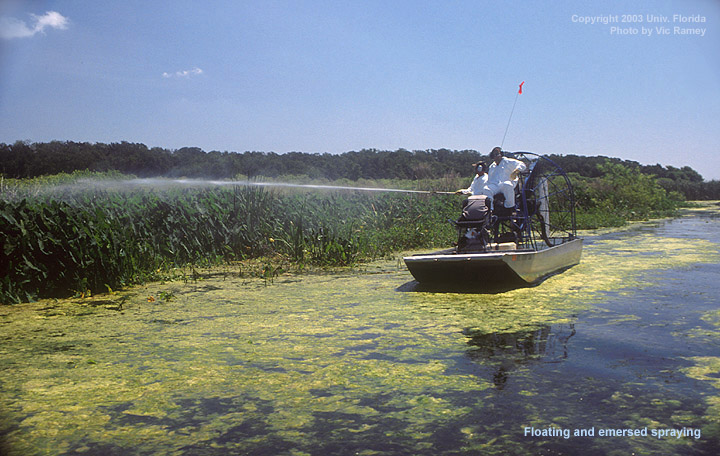 Copyright 2003 Univ. Florida
Photo by Vic Ramey
Floating and emersed spraying